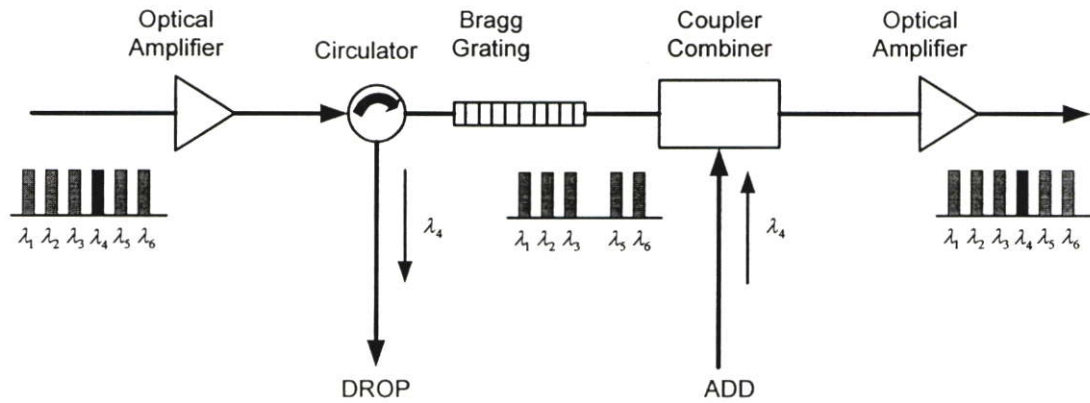 Optical Amplifier
Circulator
Bragg Grating
Coupler Combiner
Optical Amplifier
λ₁ λ₂ λ₃ λ₄ λ₅ λ₆
λ₄
λ₁ λ₂ λ₃ λ₅ λ₆
λ₄
λ₁ λ₂ λ₃ λ₄ λ₅ λ₆
DROP
ADD